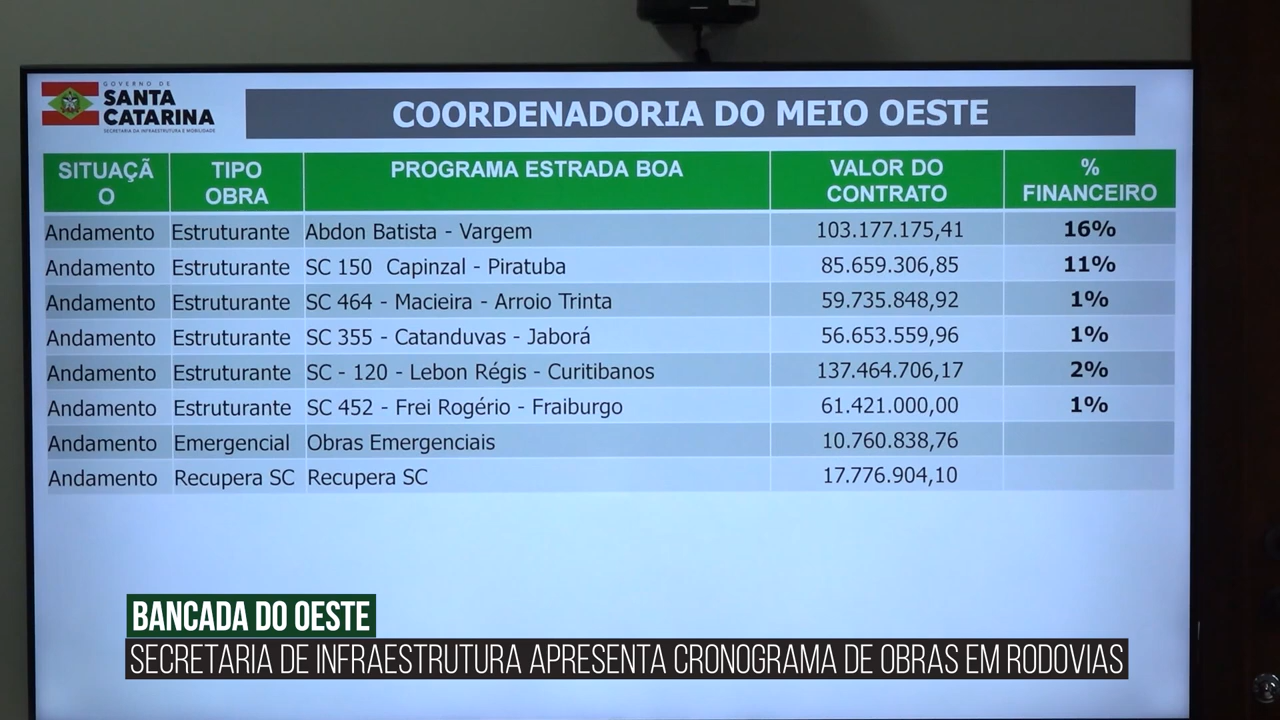 GOVERNO DE
SANTA
CATARINA
SECRETARIA DA INFRAESTRUTURA E MOBILIDADE
COORDENADORIA DO MEIO OESTE
SITUAÇÃ
O
TIPO
OBRA
PROGRAMA ESTRADA BOA
VALOR DO
CONTRATO
%
FINANCEIRO
Andamento Estruturante Abdon Batista - Vargem 103.177.175,41 16%
Andamento Estruturante SC 150 Capinzal - Piratuba 85.659.306,85 11%
Andamento Estruturante SC 464 - Macieira - Arroio Trinta 59.735.848,92 1%
Andamento Estruturante SC 355 - Catanduvas - Jaborá 56.653.559,96 1%
Andamento Estruturante SC - 120 - Lebon Régis - Curitibanos 137.464.706,17 2%
Andamento Estruturante SC 452 - Frei Rogério - Fraiburgo 61.421.000,00 1%
Andamento Emergencial Obras Emergenciais 10.760.838,76
Andamento Recupera SC Recupera SC 17.776.904,10
BANCADA DO OESTE
SECRETARIA DE INFRAESTRUTURA APRESENTA CRONOGRAMA DE OBRAS EM RODOVIAS